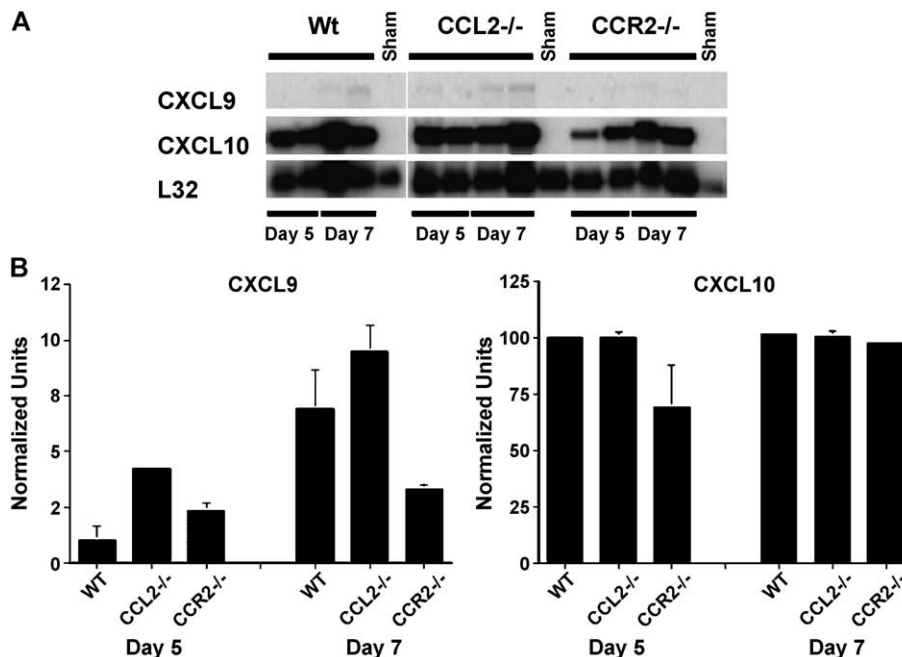 A
Wt CCL2-/- Sham CCR2-/- Sham
CXCL9
CXCL10
L32
Day 5 Day 7 Day 5 Day 7 Day 5 Day 7
B
CXCL9
Normalized Units
12
10
8
5
2
0
WT CCL2-/- CCR2-/- WT CCL2-/- CCR2-/-
Day 5 Day 7
CXCL10
Normalized Units
125
100
75
50
25
0
WT CCL2-/- CCR2-/- WT CCL2-/- CCR2-/-
Day 5 Day 7